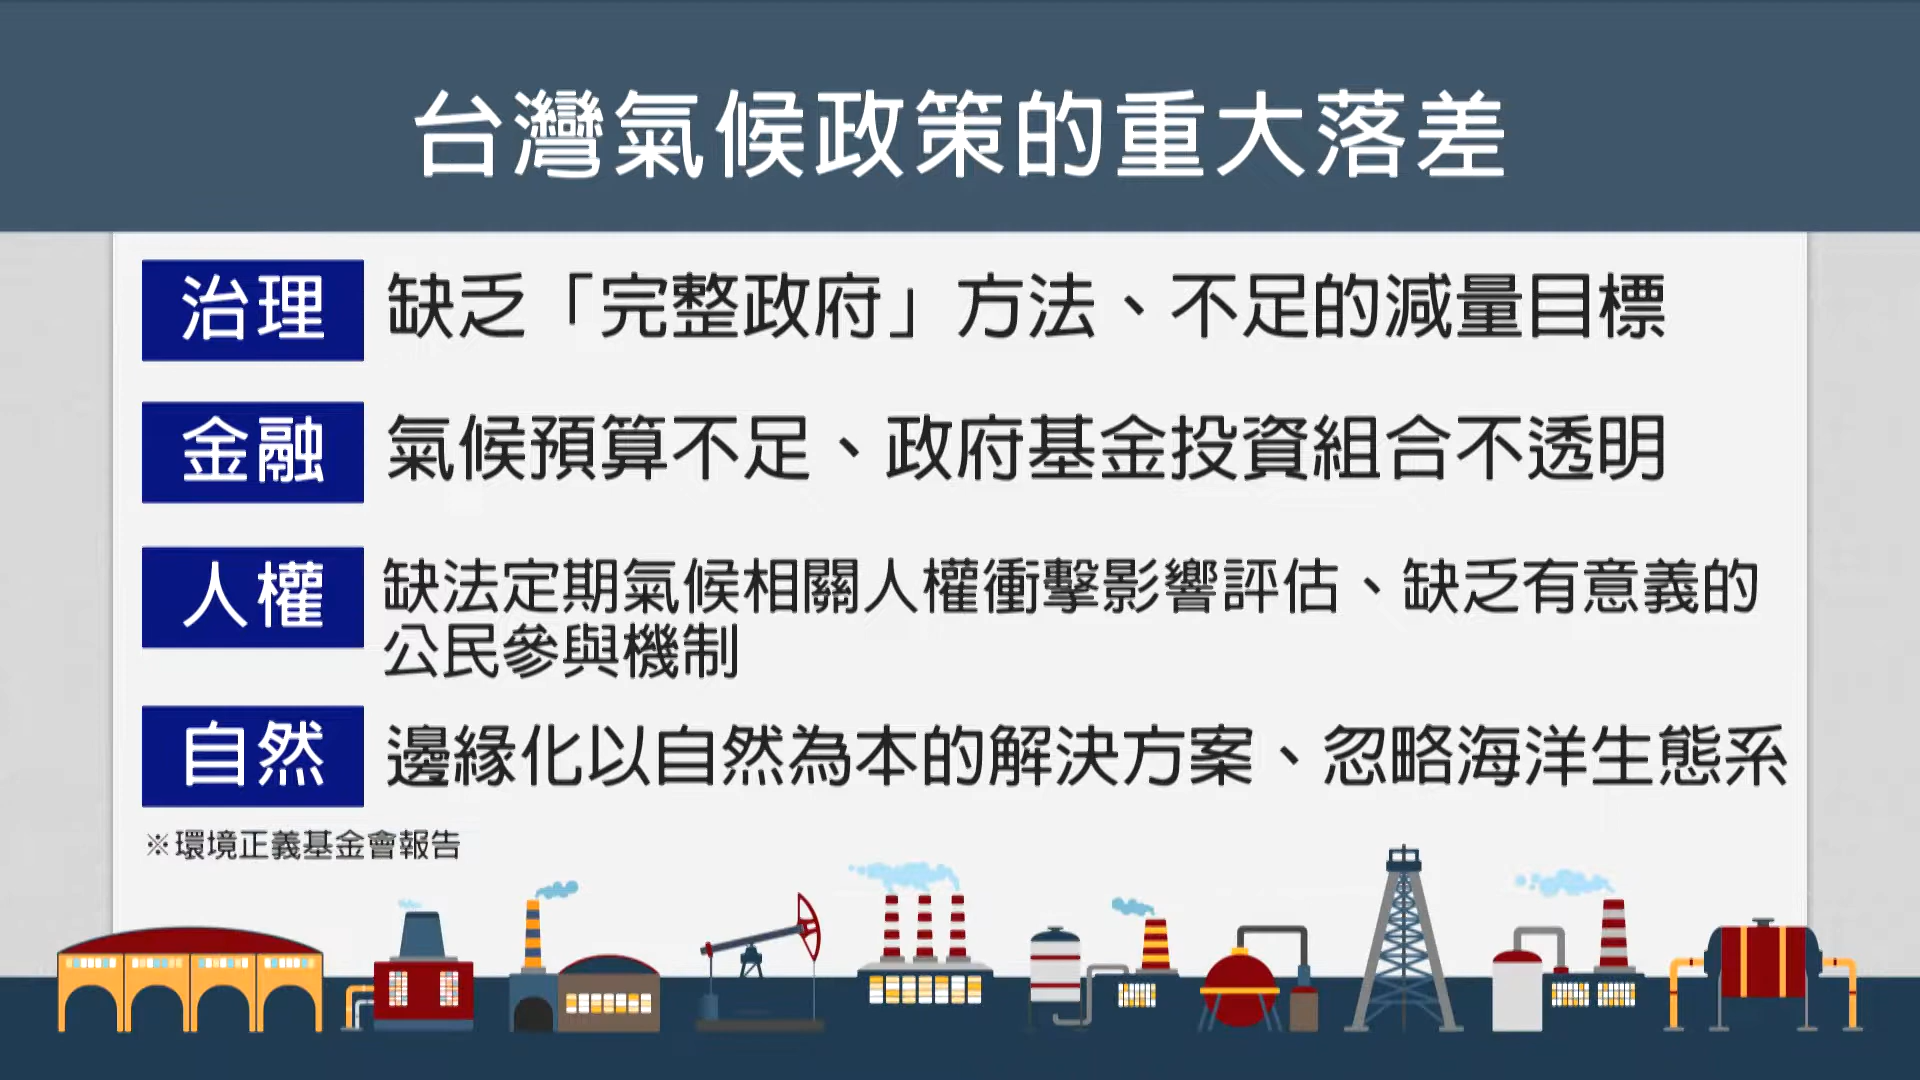 台灣氣候政策的重大落差
治理 缺乏「完整政府」方法、不足的減量目標
金融 氣候預算不足、政府基金投資組合不透明
人權 缺法定期氣候相關人權衝擊影響評估、缺乏有意義的
公民參與機制
自然 邊緣化以自然為本的解決方案、忽略海洋生態系
※環境正義基金會報告